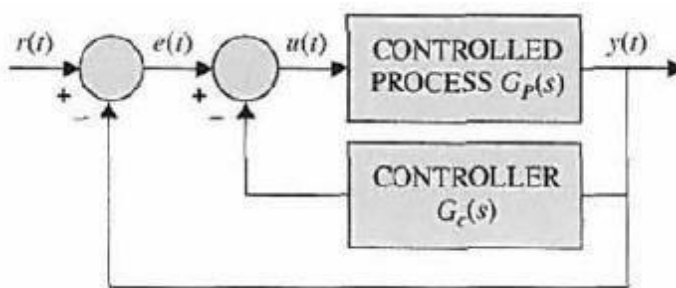 r(t) e(t) u(t) CONTROLLED y(t)
PROCESS G_P(s)
+ − + −
CONTROLLER
G_c(s)